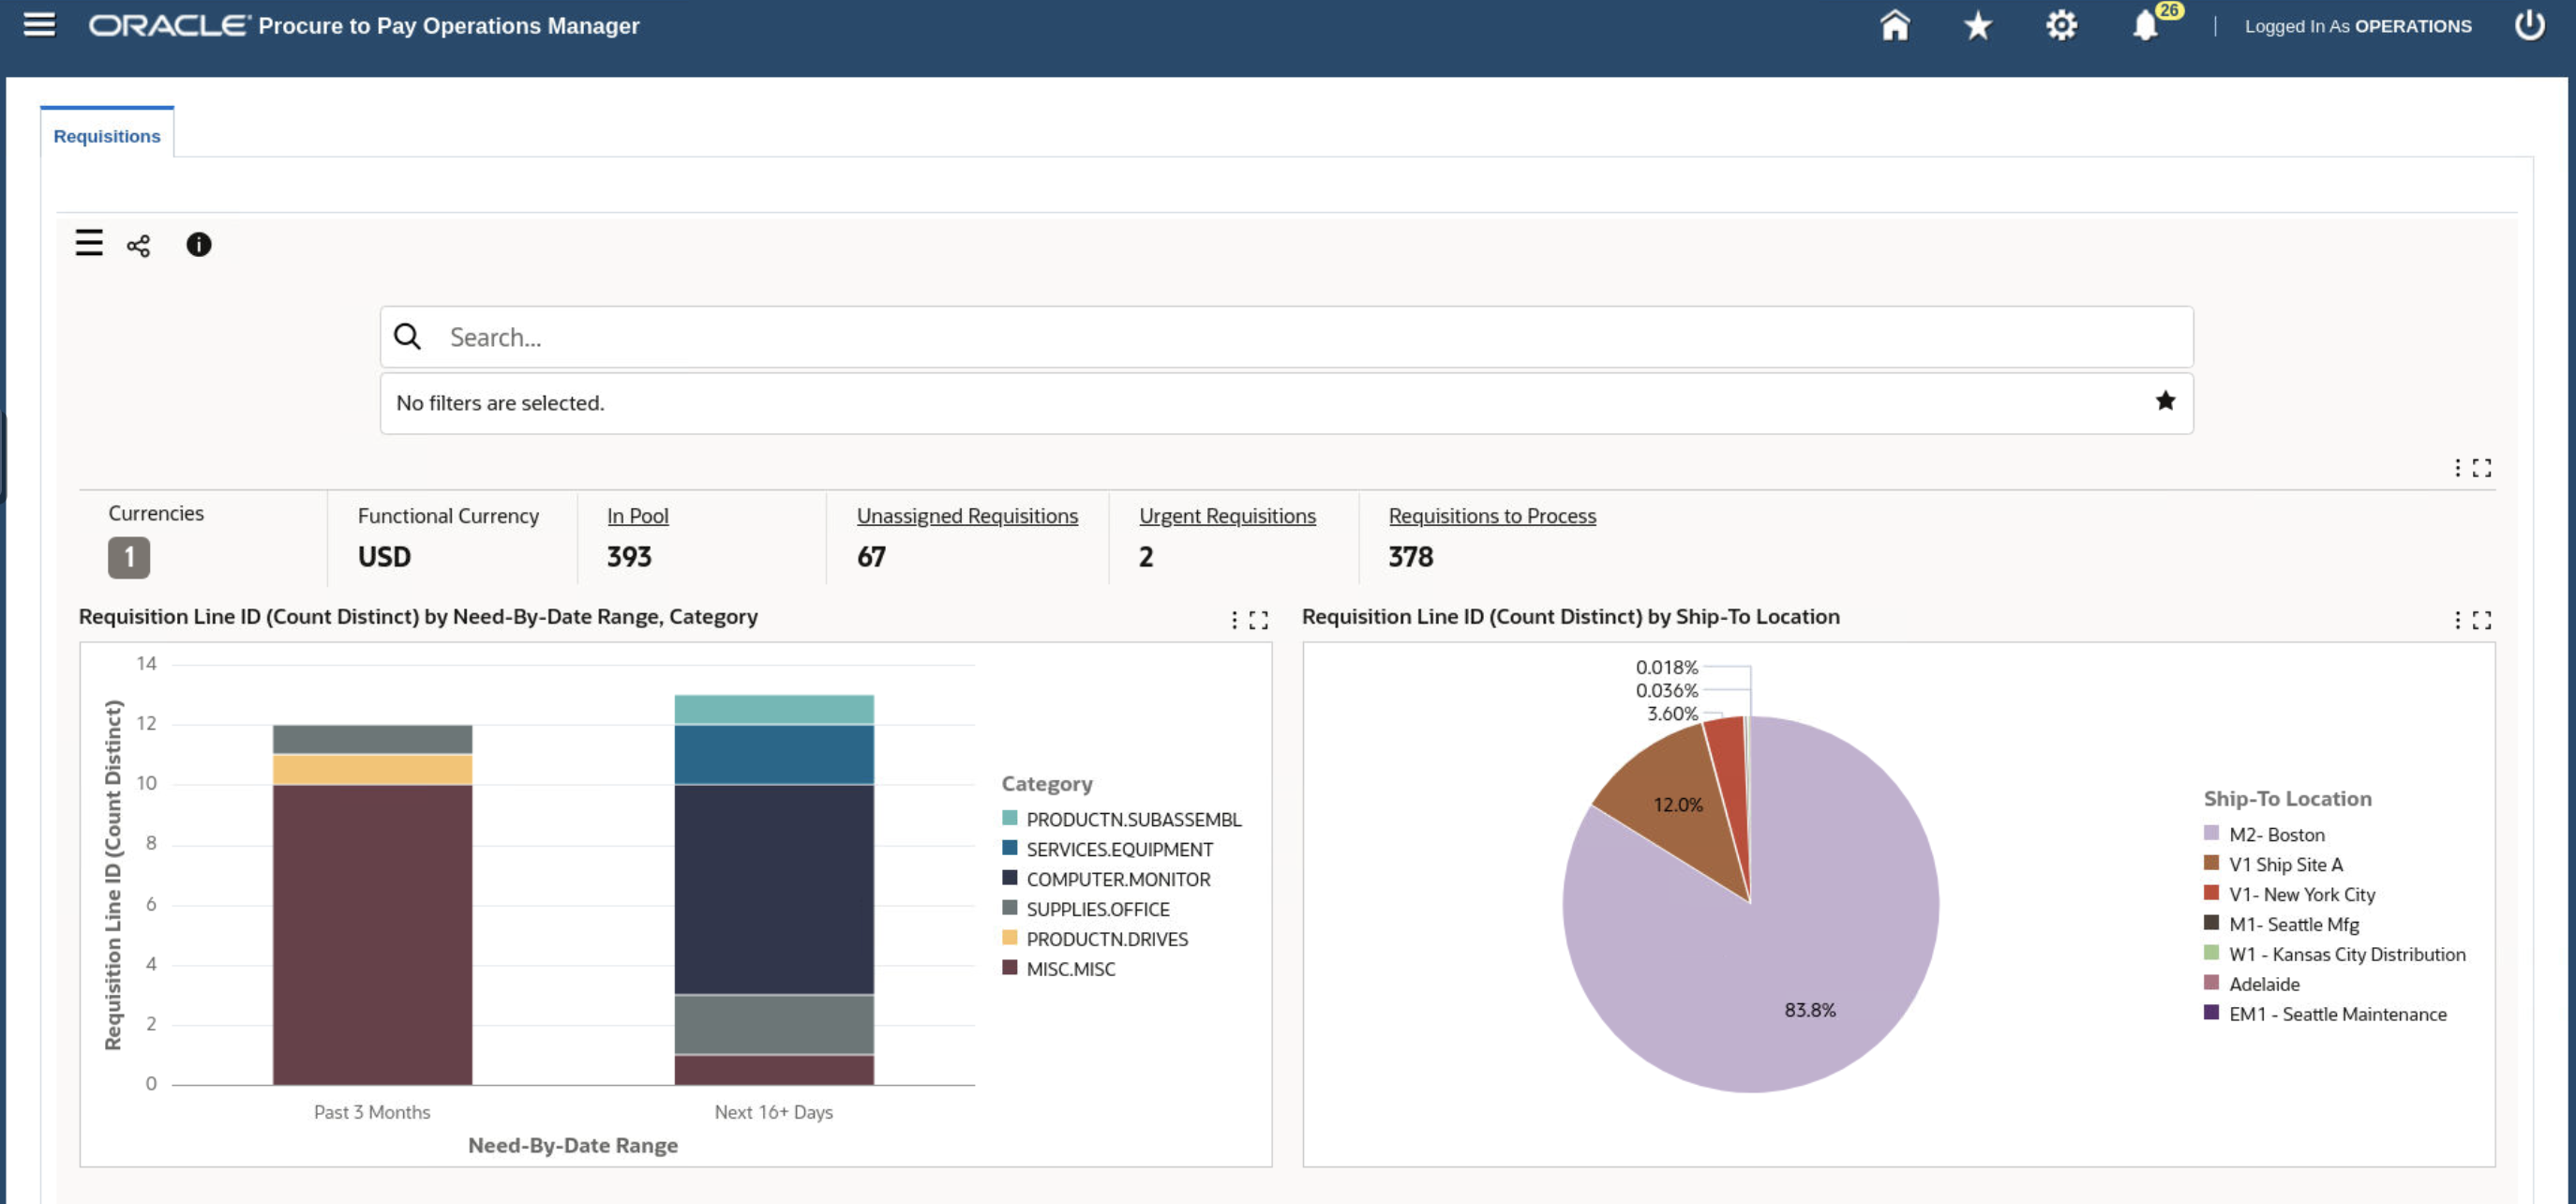 ORACLE Procure to Pay Operations Manager
26
Logged In As OPERATIONS
Requisitions
Search...
No filters are selected.
Currencies
1
Functional Currency
USD
In Pool
393
Unassigned Requisitions
67
Urgent Requisitions
2
Requisitions to Process
378
Requisition Line ID (Count Distinct) by Need-By-Date Range, Category
Requisition Line ID (Count Distinct)
14
12
10
8
6
4
2
0
Past 3 Months
Next 16+ Days
Need-By-Date Range
Category
PRODUCTN.SUBASSEMBL
SERVICES.EQUIPMENT
COMPUTER.MONITOR
SUPPLIES.OFFICE
PRODUCTN.DRIVES
MISC.MISC
Requisition Line ID (Count Distinct) by Ship-To Location
0.018%
0.036%
3.60%
12.0%
83.8%
Ship-To Location
M2- Boston
V1 Ship Site A
V1- New York City
M1- Seattle Mfg
W1 - Kansas City Distribution
Adelaide
EM1 - Seattle Maintenance